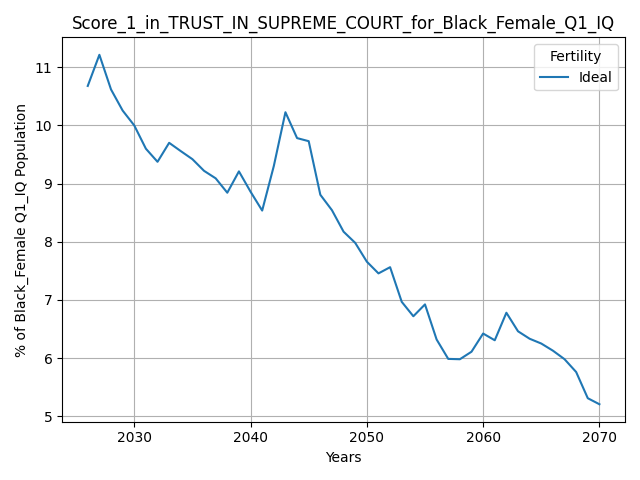 Score_1_in_TRUST_IN_SUPREME_COURT_for_Black_Female_Q1_IQ
Fertility
Ideal
% of Black_Female Q1_IQ Population
11
10
9
8
7
6
5
2030 2040 2050 2060 2070
Years